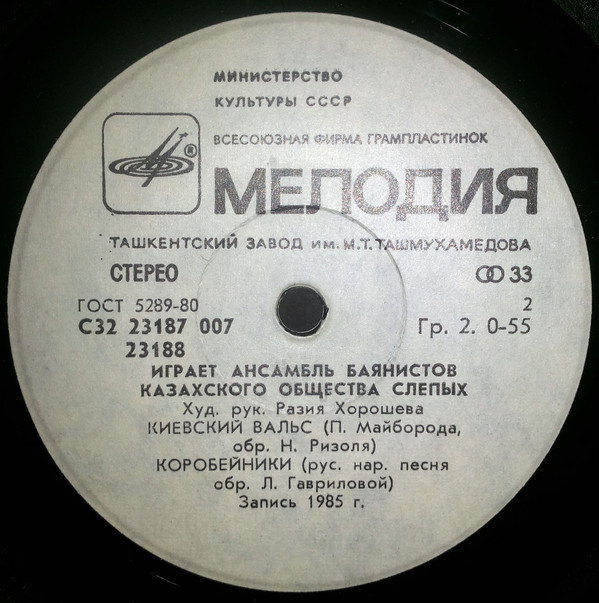 МИНИСТЕРСТВО
КУЛЬТУРЫ СССР
ВСЕСОЮЗНАЯ ФИРМА ГРАМПЛАСТИНОК
®
МЕЛОДИЯ
ТАШКЕНТСКИЙ ЗАВОД им. М.Т. ТАШМУХАМЕДОВА
СТЕРЕО
33
ГОСТ 5289-80
2
С32 23187 007
Гр. 2. 0-55
23188
ИГРАЕТ АНСАМБЛЬ БАЯНИСТОВ
КАЗАХСКОГО ОБЩЕСТВА СЛЕПЫХ
Худ. рук. Разия Хорошева
КИЕВСКИЙ ВАЛЬС (П. Майборода,
обр. Н. Ризоля)
КОРОБЕЙНИКИ (рус. нар. песня
обр. Л. Гавриловой)
Запись 1985 г.